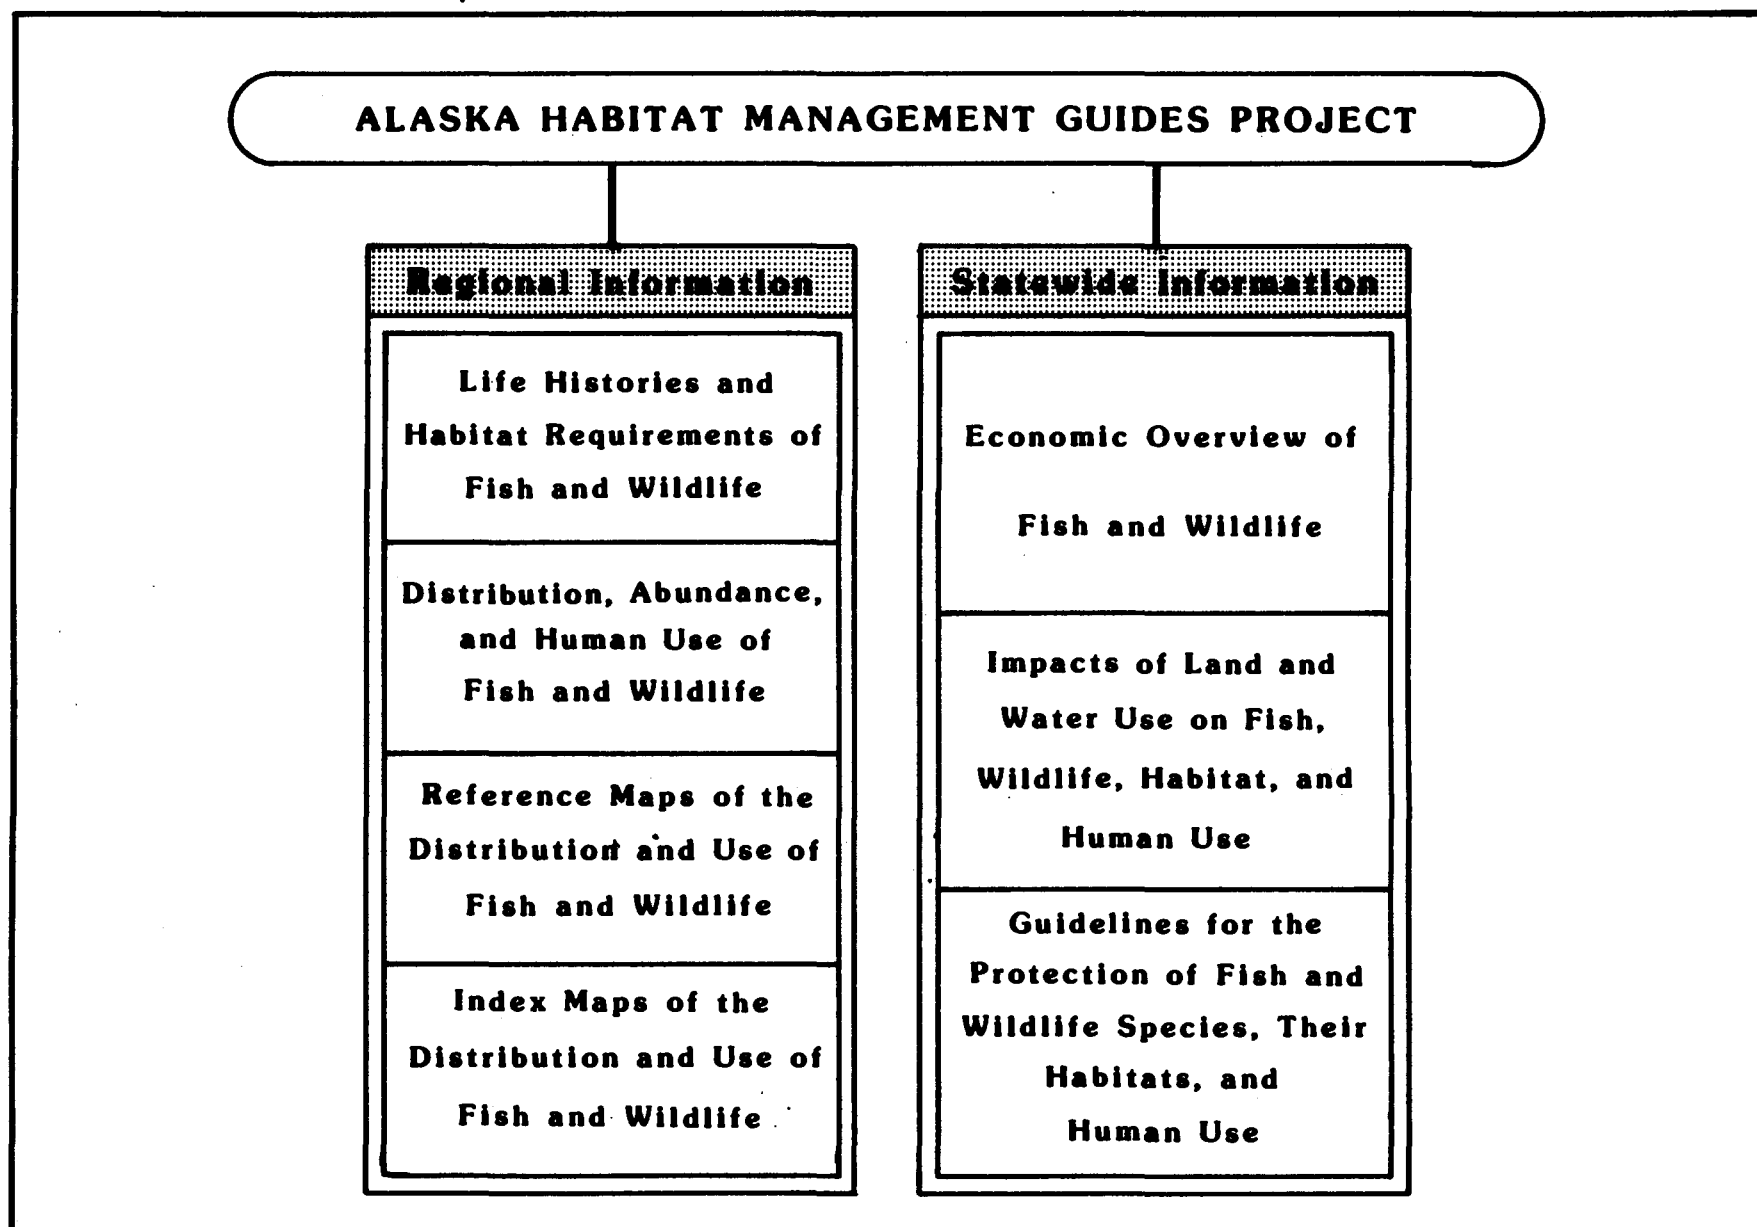 ALASKA HABITAT MANAGEMENT GUIDES PROJECT
Regional Information
Life Histories and
Habitat Requirements of
Fish and Wildlife
Distribution, Abundance,
and Human Use of
Fish and Wildlife
Reference Maps of the
Distribution and Use of
Fish and Wildlife
Index Maps of the
Distribution and Use of
Fish and Wildlife
Statewide Information
Economic Overview of
Fish and Wildlife
Impacts of Land and
Water Use on Fish,
Wildlife, Habitat, and
Human Use
Guidelines for the
Protection of Fish and
Wildlife Species, Their
Habitats, and
Human Use